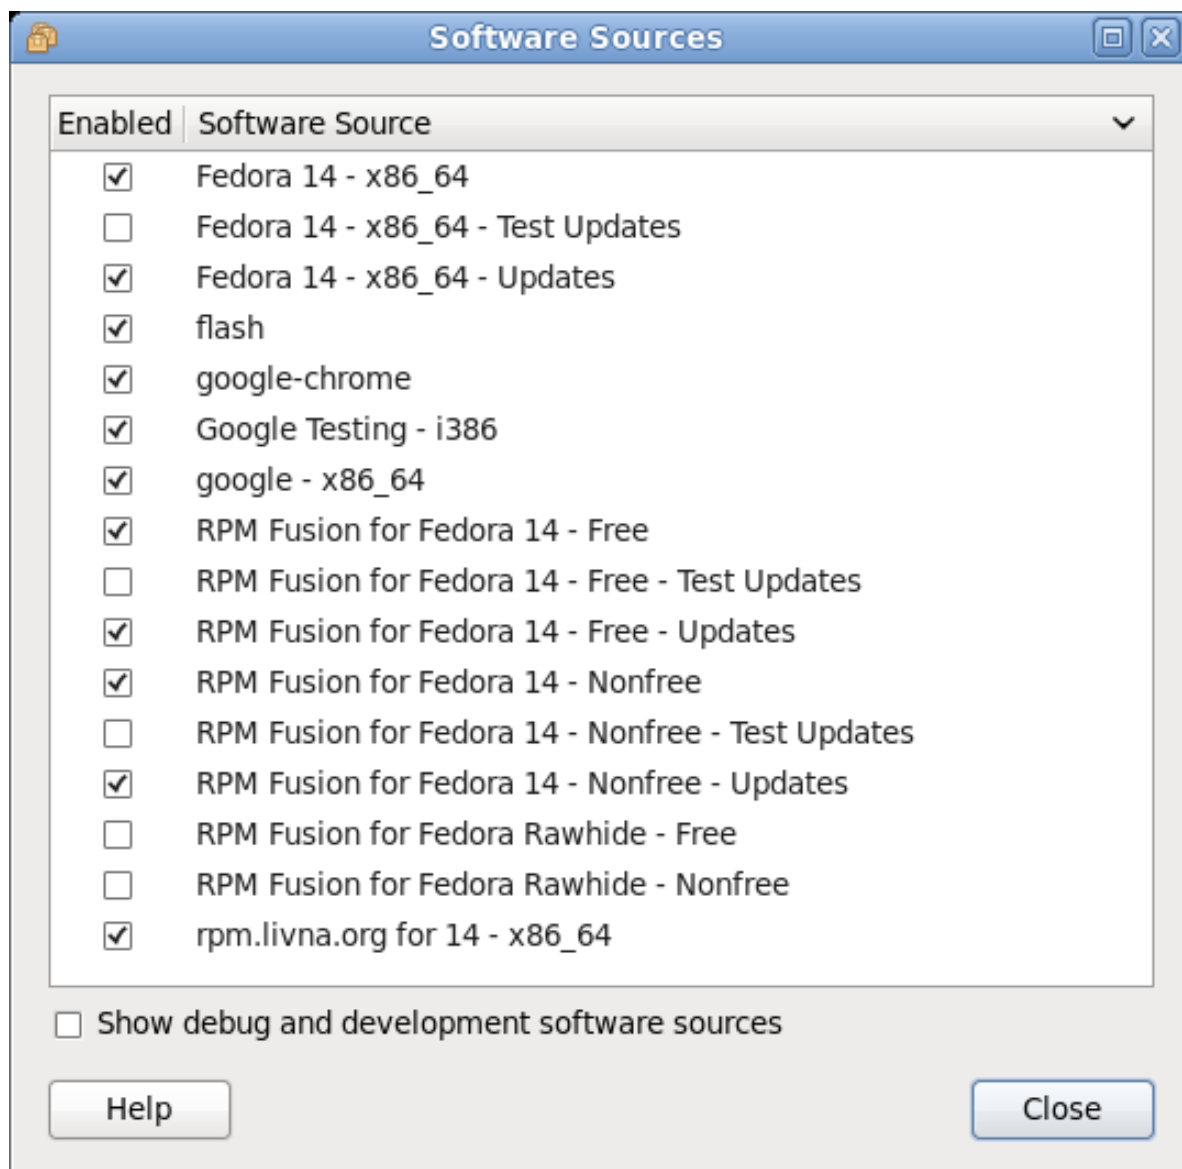 Software Sources
Enabled Software Source
Fedora 14 - x86_64
Fedora 14 - x86_64 - Test Updates
Fedora 14 - x86_64 - Updates
flash
google-chrome
Google Testing - i386
google - x86_64
RPM Fusion for Fedora 14 - Free
RPM Fusion for Fedora 14 - Free - Test Updates
RPM Fusion for Fedora 14 - Free - Updates
RPM Fusion for Fedora 14 - Nonfree
RPM Fusion for Fedora 14 - Nonfree - Test Updates
RPM Fusion for Fedora 14 - Nonfree - Updates
RPM Fusion for Fedora Rawhide - Free
RPM Fusion for Fedora Rawhide - Nonfree
rpm.livna.org for 14 - x86_64
Show debug and development software sources
Help Close